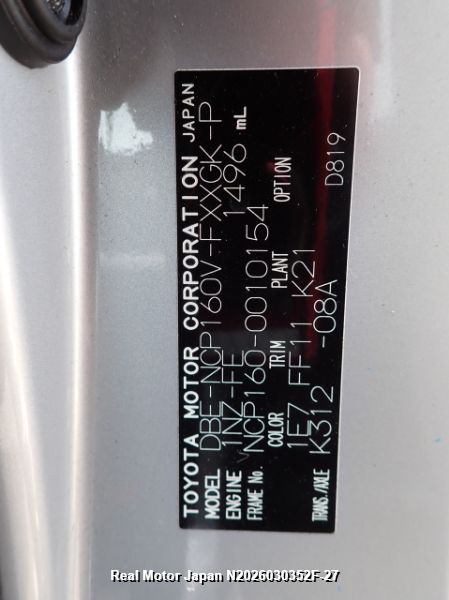 TOYOTA MOTOR CORPORATION JAPAN
MODEL DBE-NCP160V-FXXGK-P
ENGINE 1NZ-FE 1496 mL
FRAME No. NCP160-0010154
COLOR TRIM PLANT OPTION
1E7 FF11 K21
TRANS./AXLE K312 -08A
D819
Real Motor Japan N2026030352F-27